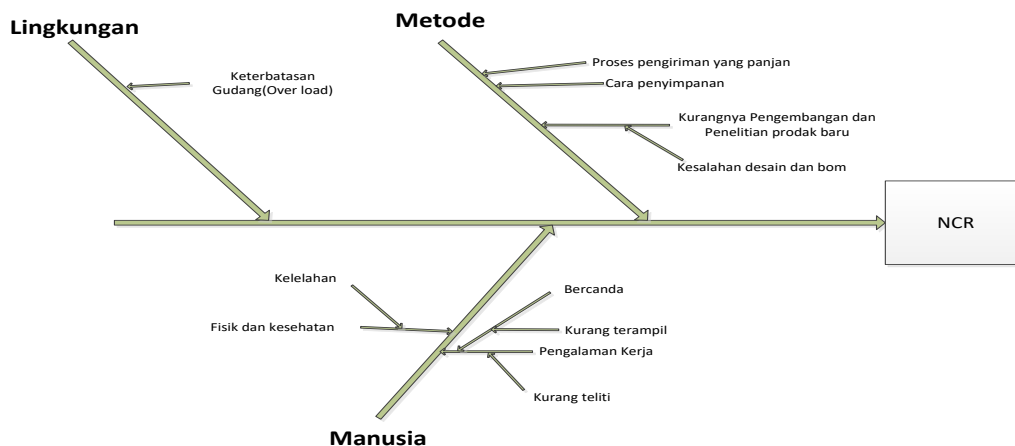 Lingkungan
Metode
Keterbatasan
Gudang(Over load)
Proses pengiriman yang panjan
Cara penyimpanan
Kurangnya Pengembangan dan
Penelitian prodak baru
Kesalahan desain dan bom
NCR
Kelelahan
Fisik dan kesehatan
Bercanda
Kurang terampil
Pengalaman Kerja
Kurang teliti
Manusia